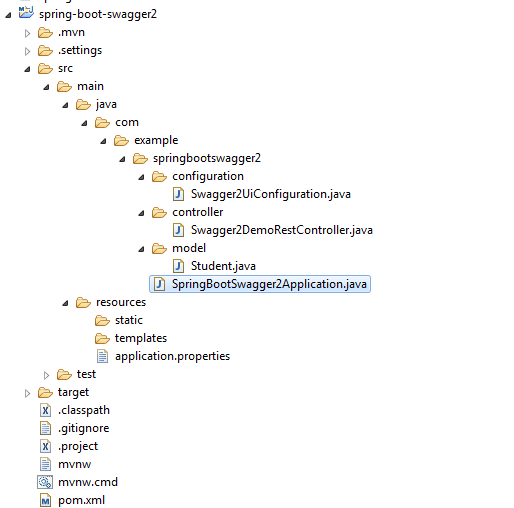 spring-boot-swagger2
.mvn
.settings
src
main
java
com
example
springbootswagger2
configuration
Swagger2UiConfiguration.java
controller
Swagger2DemoRestController.java
model
Student.java
SpringBootSwagger2Application.java
resources
static
templates
application.properties
test
target
.classpath
.gitignore
.project
mvnw
mvnw.cmd
pom.xml